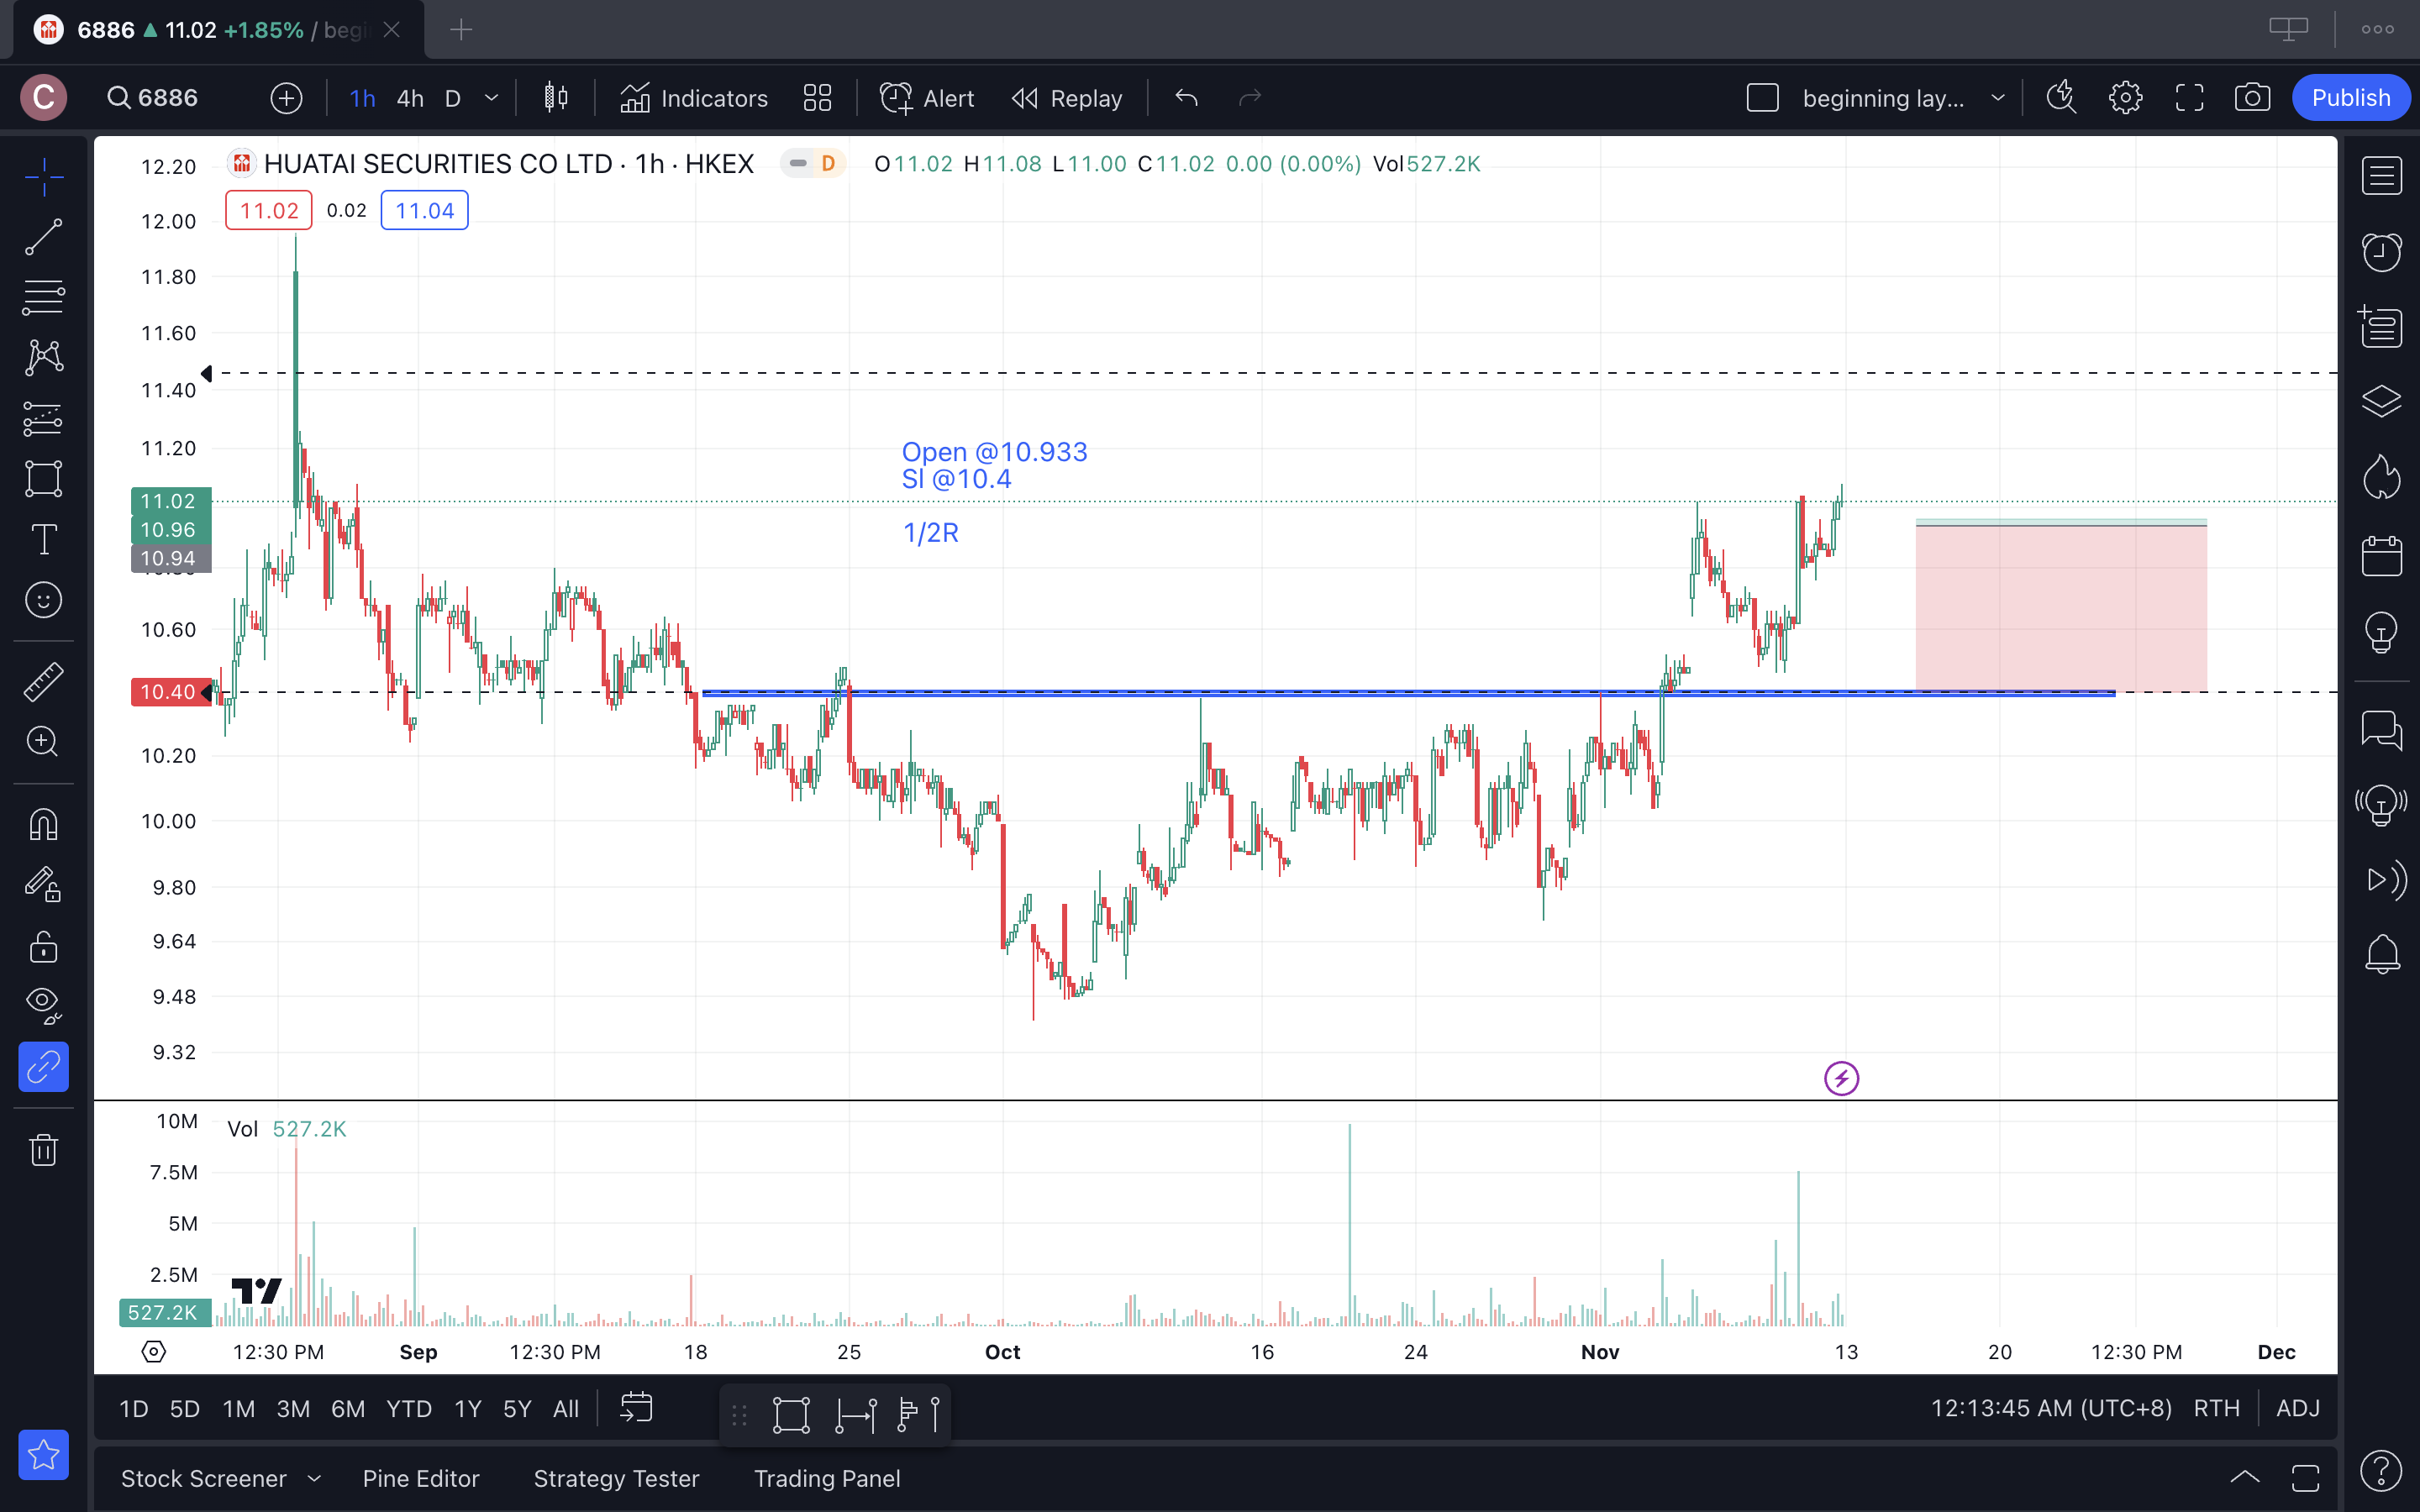 6886 ▲ 11.02 +1.85% / begi
C
6886
1h 4h D
Indicators
Alert
Replay
beginning lay...
Publish
HUATAI SECURITIES CO LTD · 1h · HKEX
D
O11.02 H11.08 L11.00 C11.02 0.00 (0.00%) Vol527.2K
11.02 0.02 11.04
12.20
12.00
11.80
11.60
11.40
11.20
11.02
10.96
10.94
10.60
10.40
10.20
10.00
9.80
9.64
9.48
9.32
Open @10.933
Sl @10.4
1/2R
Vol 527.2K
10M
7.5M
5M
2.5M
527.2K
12:30 PM Sep 12:30 PM 18 25 Oct 16 24 Nov 13 20 12:30 PM Dec
1D 5D 1M 3M 6M YTD 1Y 5Y All
12:13:45 AM (UTC+8) RTH ADJ
Stock Screener Pine Editor Strategy Tester Trading Panel